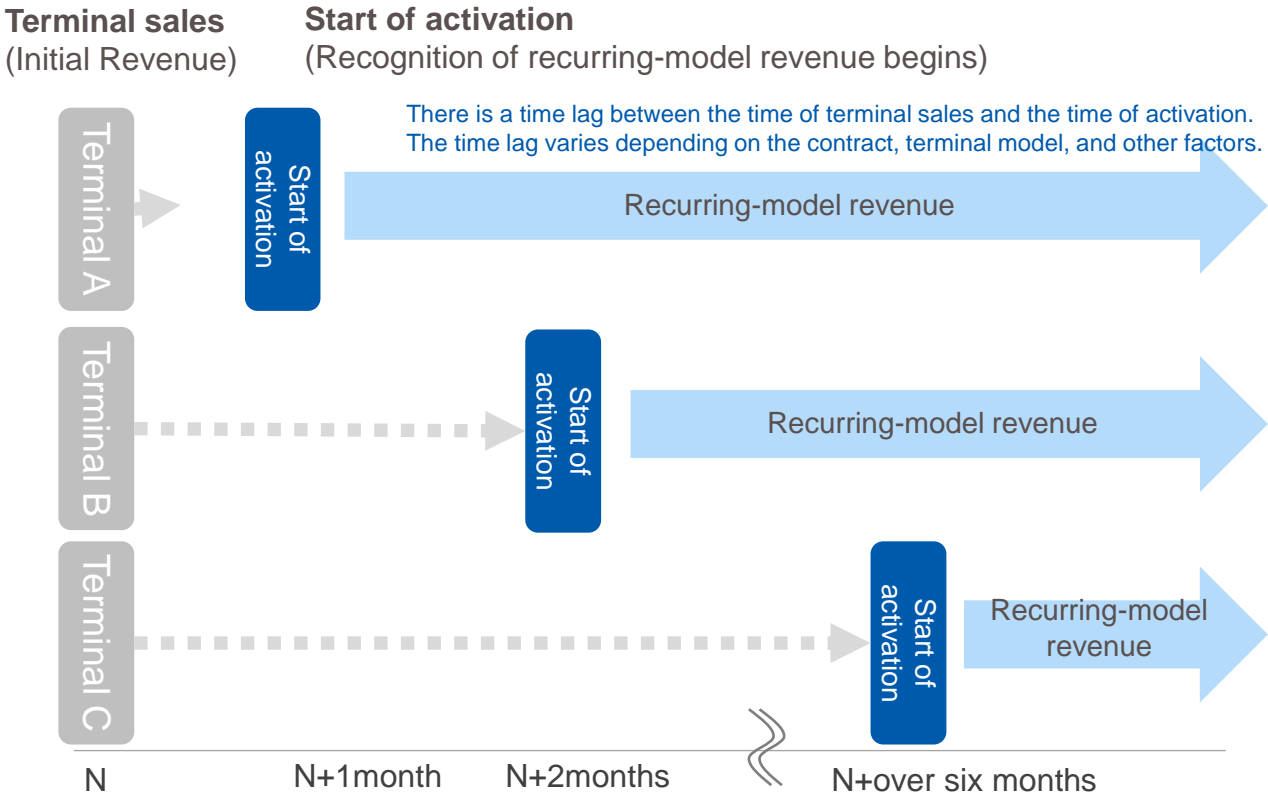 Terminal sales
(Initial Revenue)
Start of activation
(Recognition of recurring-model revenue begins)
There is a time lag between the time of terminal sales and the time of activation.
The time lag varies depending on the contract, terminal model, and other factors.
Terminal A
Start of
activation
Recurring-model revenue
Terminal B
Start of
activation
Recurring-model revenue
Terminal C
Start of
activation
Recurring-model
revenue
N
N+1month
N+2months
N+over six months